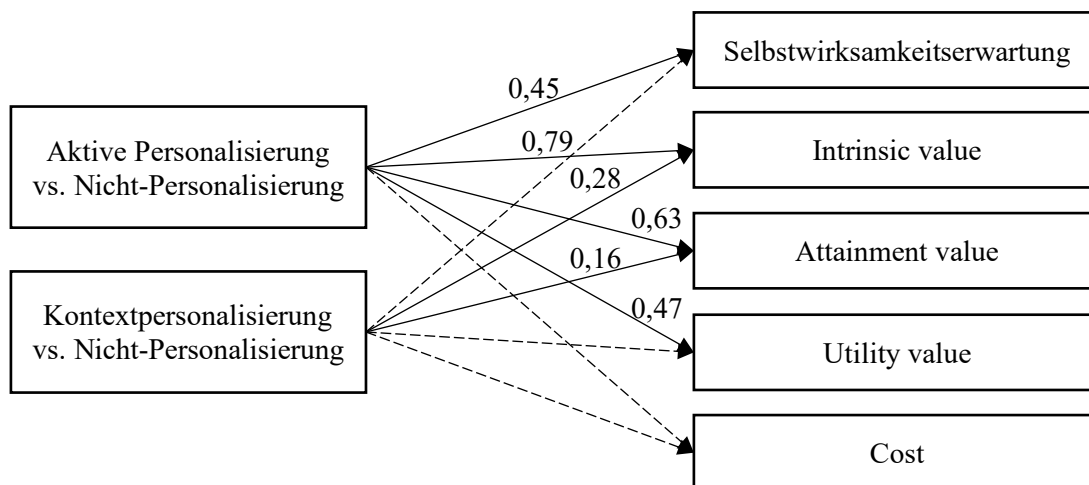 Selbstwirksamkeitserwartung
0,45
Aktive Personalisierung
vs. Nicht-Personalisierung
0,79
Intrinsic value
0,28
0,63
Attainment value
0,16
Kontextpersonalisierung
vs. Nicht-Personalisierung
0,47
Utility value
Cost